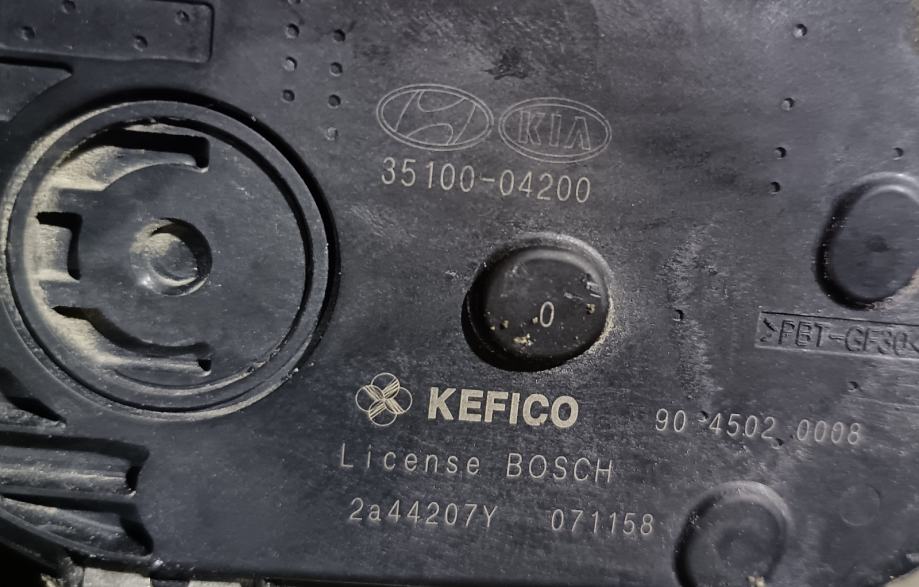 KIA
35100-04200
0
>PBT-GF30<
KEFICO
90 4502 0008
License BOSCH
2a44207Y 071158